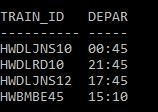 TRAIN_ID   DEPAR
---------- -----
HWDLJNS10  00:45
HWDLRD10   21:45
HWDLJNS12  17:45
HWBMBE45   15:10